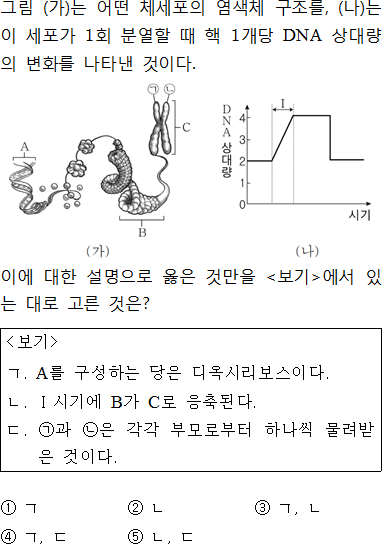 그림 (가)는 어떤 체세포의 염색체 구조를, (나)는
이 세포가 1회 분열할 때 핵 1개당 DNA 상대량
의 변화를 나타낸 것이다.
㉠ ㉡
A
C
B
(가)
DNA 상대량
I
4
3
2
1
0
시기
(나)
이에 대한 설명으로 옳은 것만을 <보기>에서 있
는 대로 고른 것은?
<보기>
ㄱ. A를 구성하는 당은 디옥시리보스이다.
ㄴ. Ⅰ시기에 B가 C로 응축된다.
ㄷ. ㉠과 ㉡은 각각 부모로부터 하나씩 물려받
은 것이다.
① ㄱ ② ㄴ ③ ㄱ, ㄴ
④ ㄱ, ㄷ ⑤ ㄴ, ㄷ